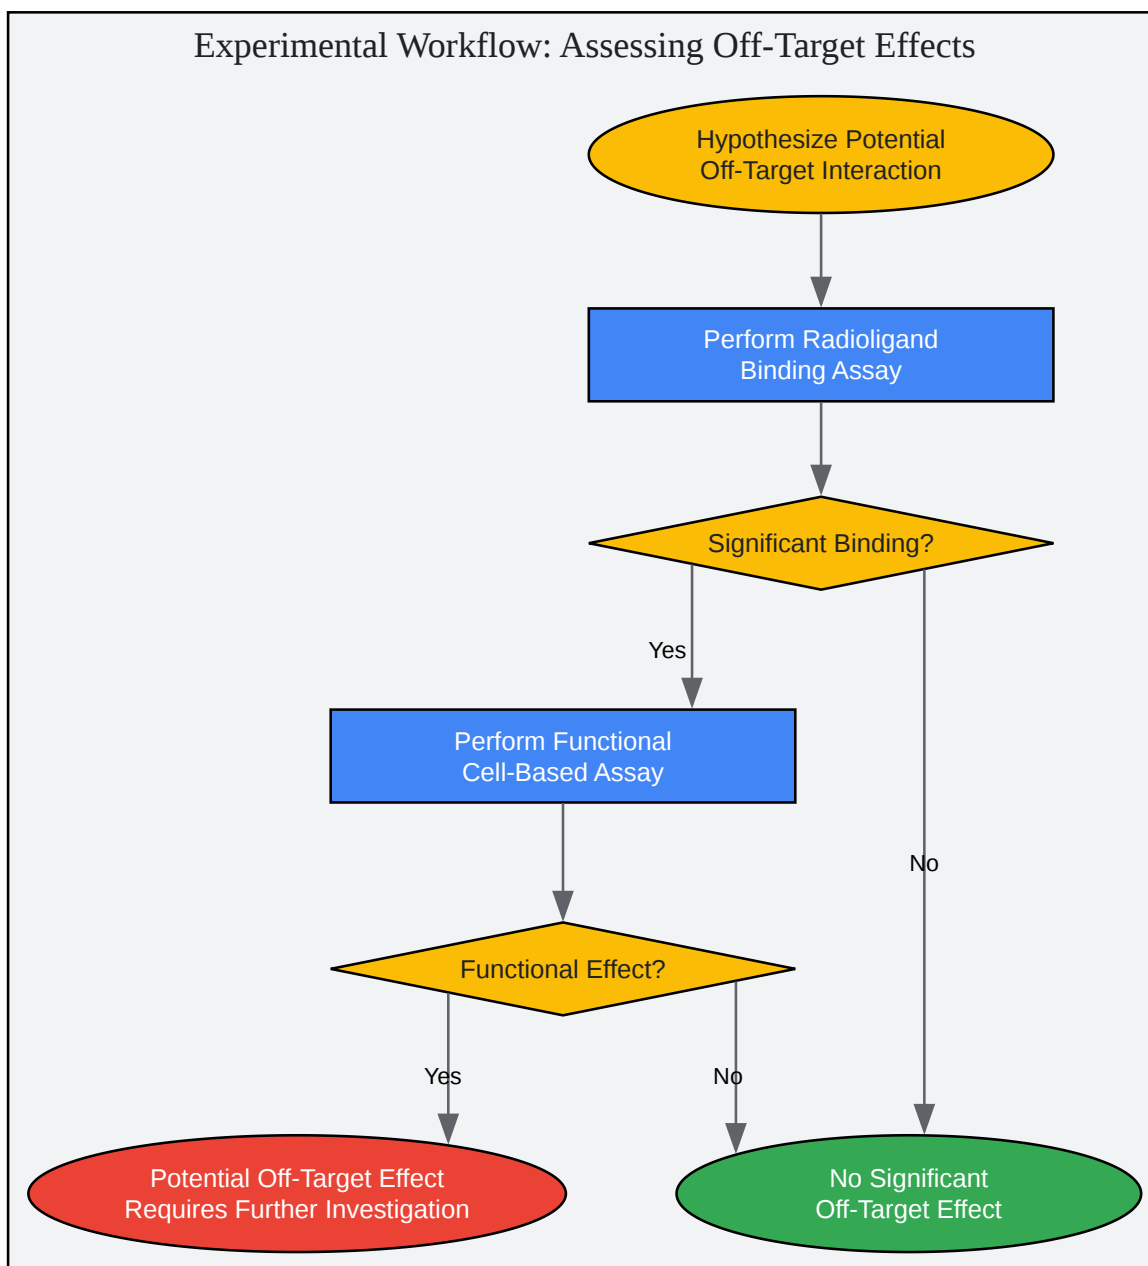 Experimental Workflow: Assessing Off-Target Effects
Hypothesize Potential
Off-Target Interaction
Perform Radioligand
Binding Assay
Significant Binding?
Yes
Perform Functional
Cell-Based Assay
No
Functional Effect?
Yes
No
Potential Off-Target Effect
Requires Further Investigation
No Significant
Off-Target Effect